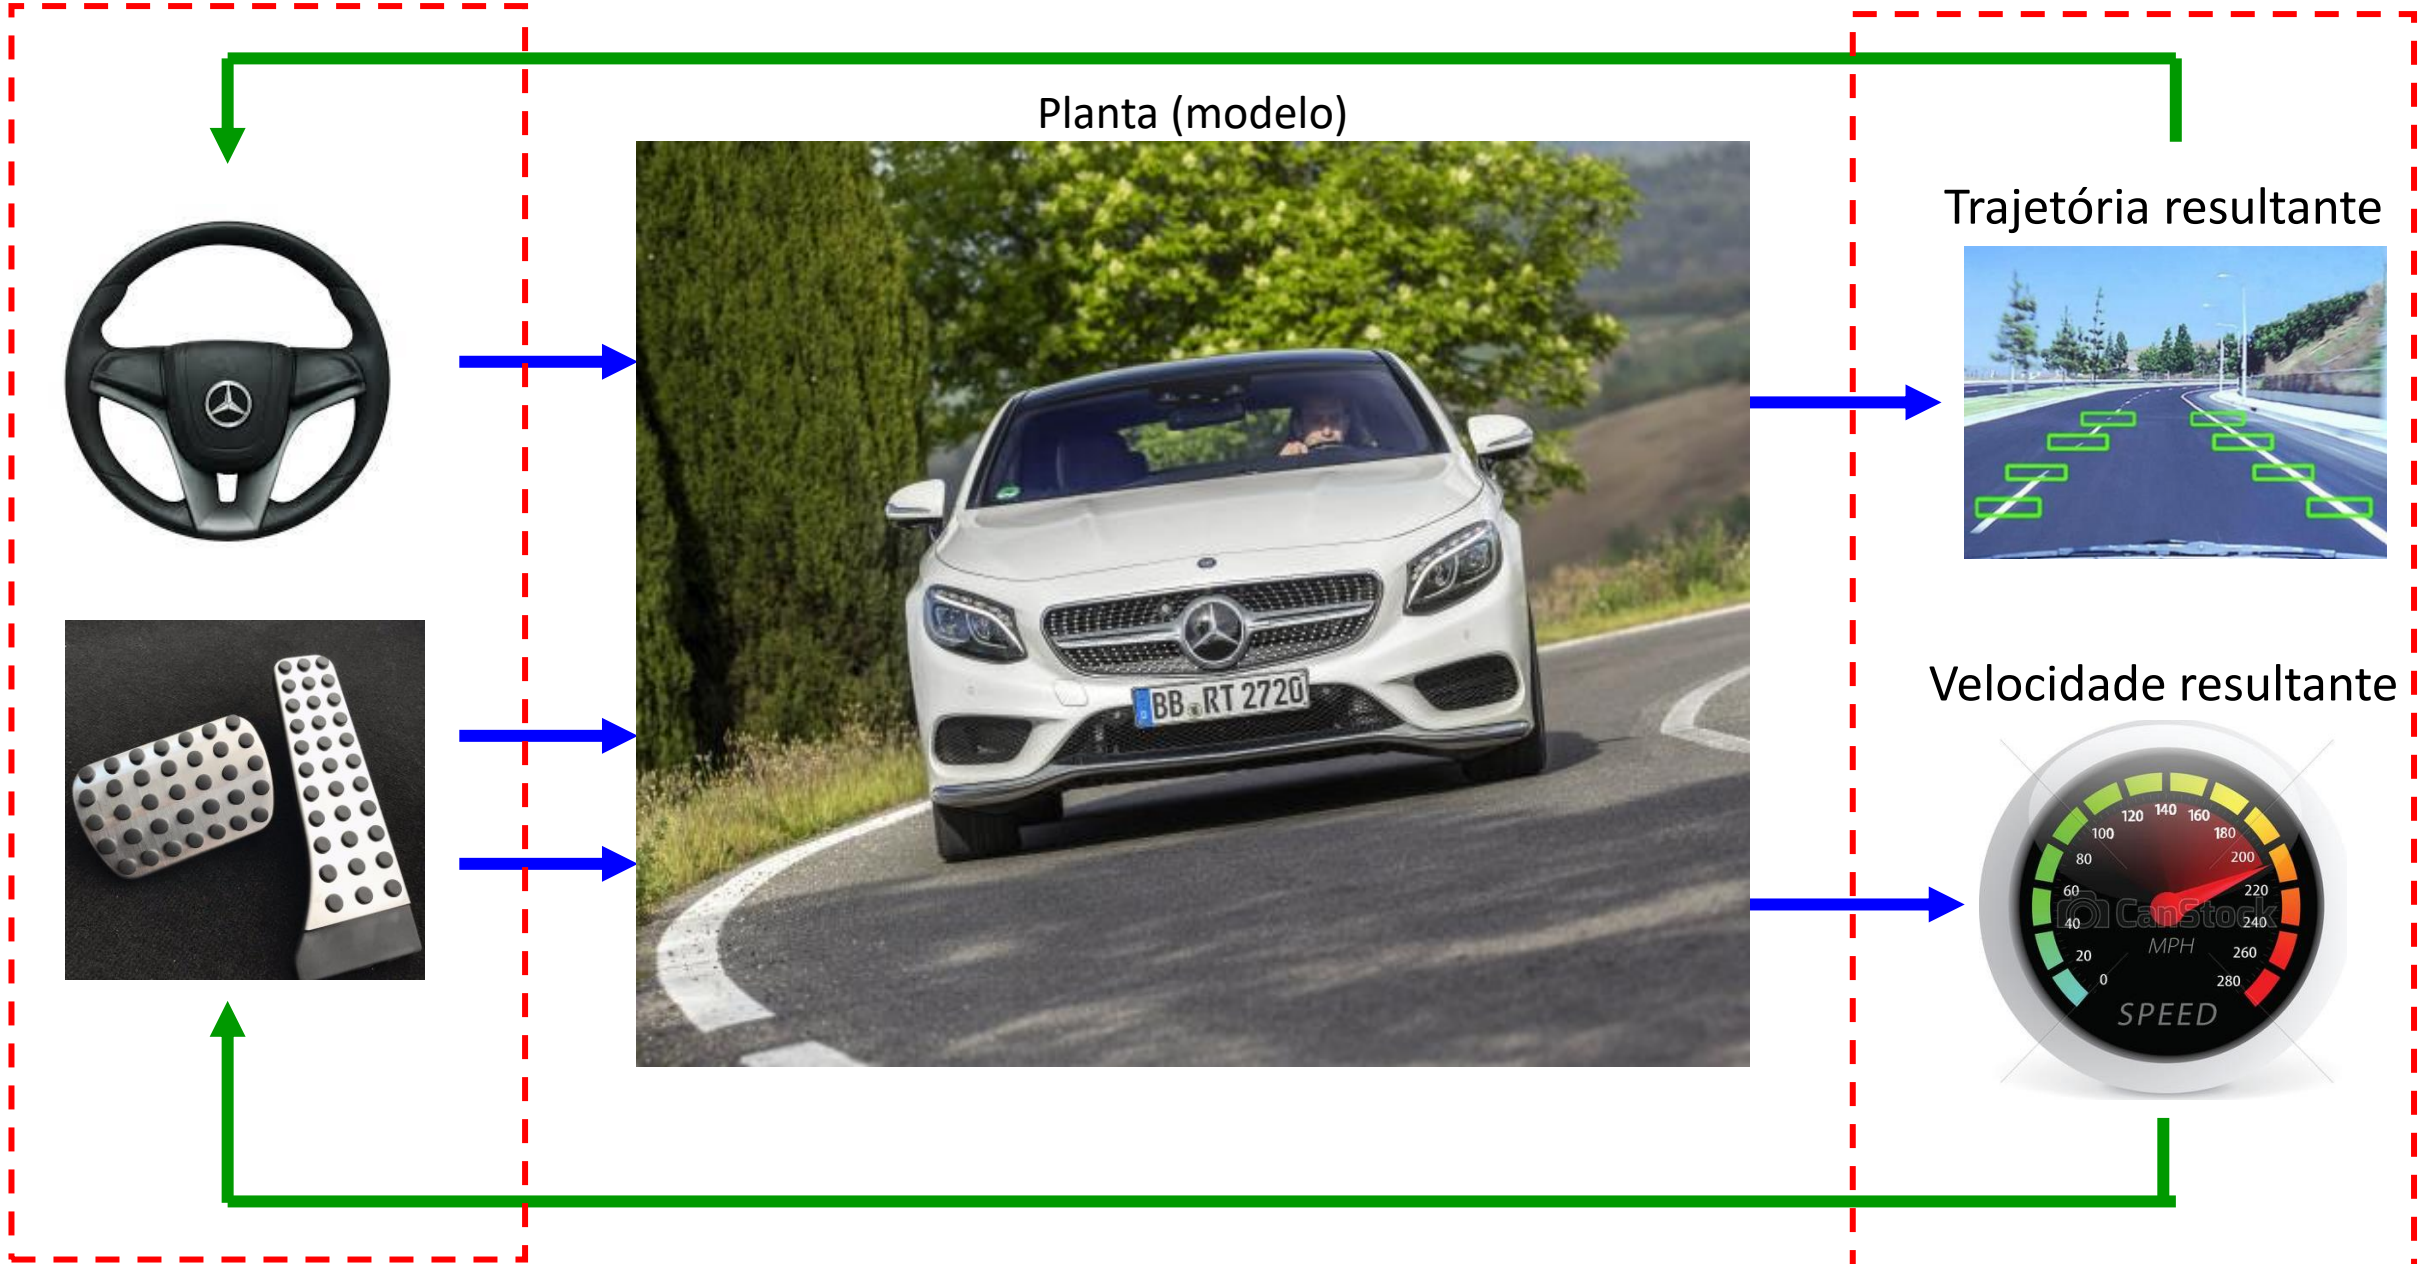 Planta (modelo)
Trajetória resultante
BB RT 2720
Velocidade resultante
0
20
40
60
80
100
120
140
160
180
200
220
240
260
280
CanStock
MPH
SPEED